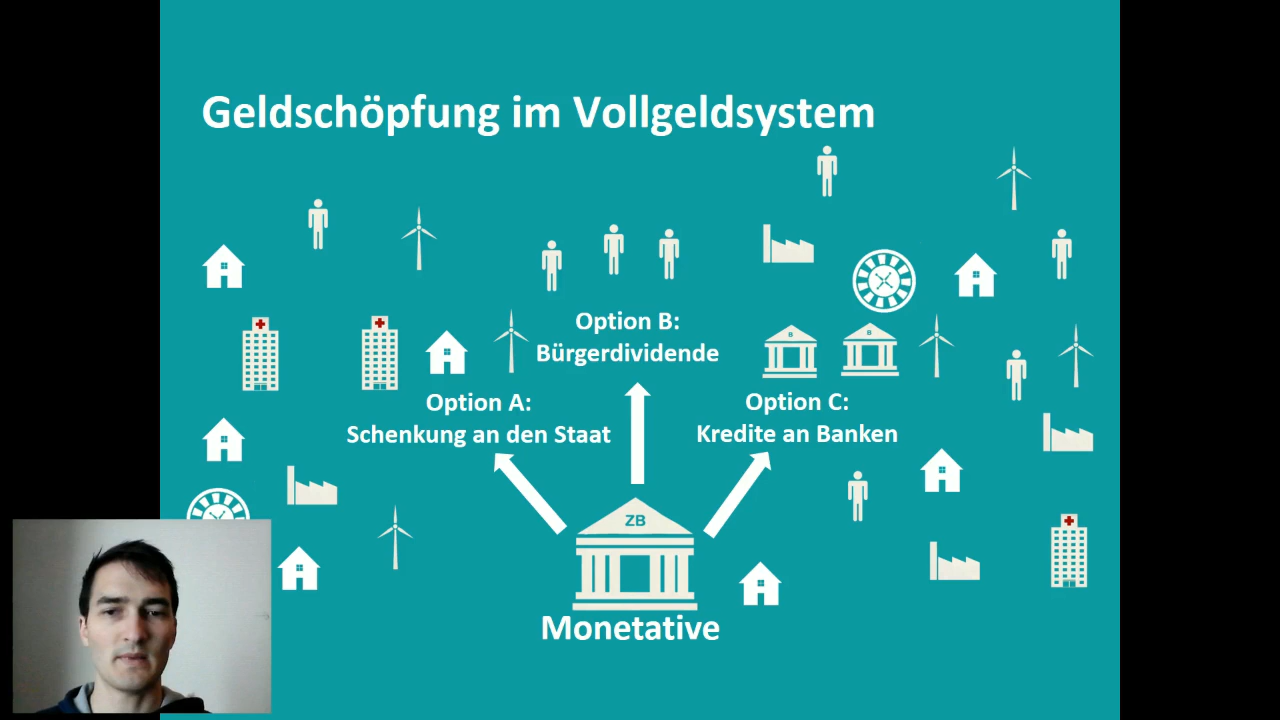 Geldschöpfung im Vollgeldsystem
Option B:
Bürgerdividende
B
B
Option A:
Schenkung an den Staat
Option C:
Kredite an Banken
ZB
Monetative